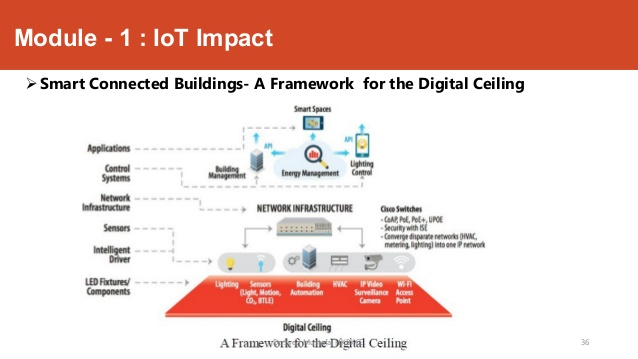 Module - 1 : IoT Impact
➢Smart Connected Buildings- A Framework for the Digital Ceiling
Smart Spaces
Applications
API
API
Control
Systems
Building
Management
Energy Management
Lighting
Control
Network
Infrastructure
NETWORK INFRASTRUCTURE
Cisco Switches
- CoAP, PoE, PoE+, UPOE
- Security with ISE
- Converge disparate networks (HVAC,
metering, lighting) into one IP network
Sensors
Intelligent
Driver
LED Fixtures/
Components
Lighting
Sensors
(Light, Motion,
CO₂, BTLE)
Building
Automation
HVAC
IP Video
Surveillance
Camera
Wi-Fi
Access
Point
Digital Ceiling
A Framework for the Digital Ceiling
36